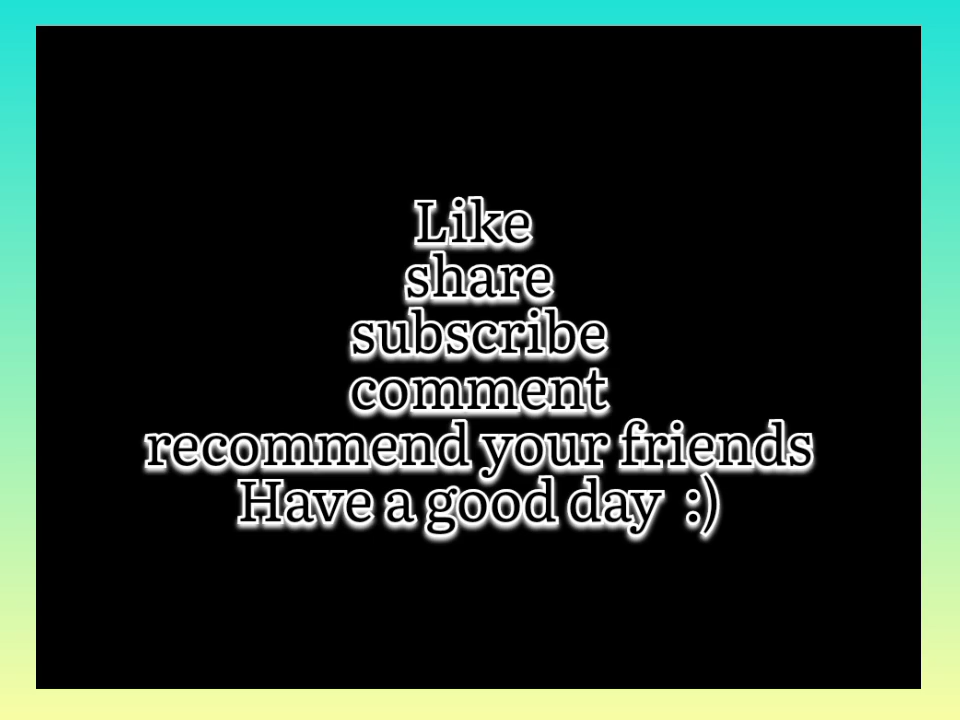 Like
share
subscribe
comment
recommend your friends
Have a good day :)